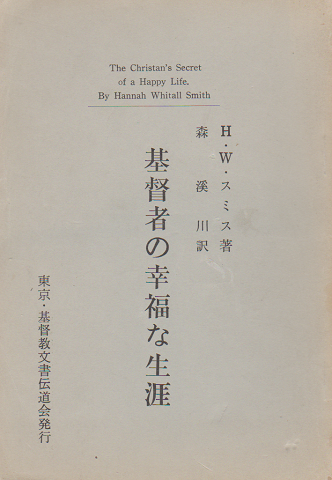 The Christan's Secret
of a Happy Life.
By Hannah Whitall Smith
H・W・スミス著
森溪川訳
基督者の幸福な生涯
東京・基督教文書伝道会発行